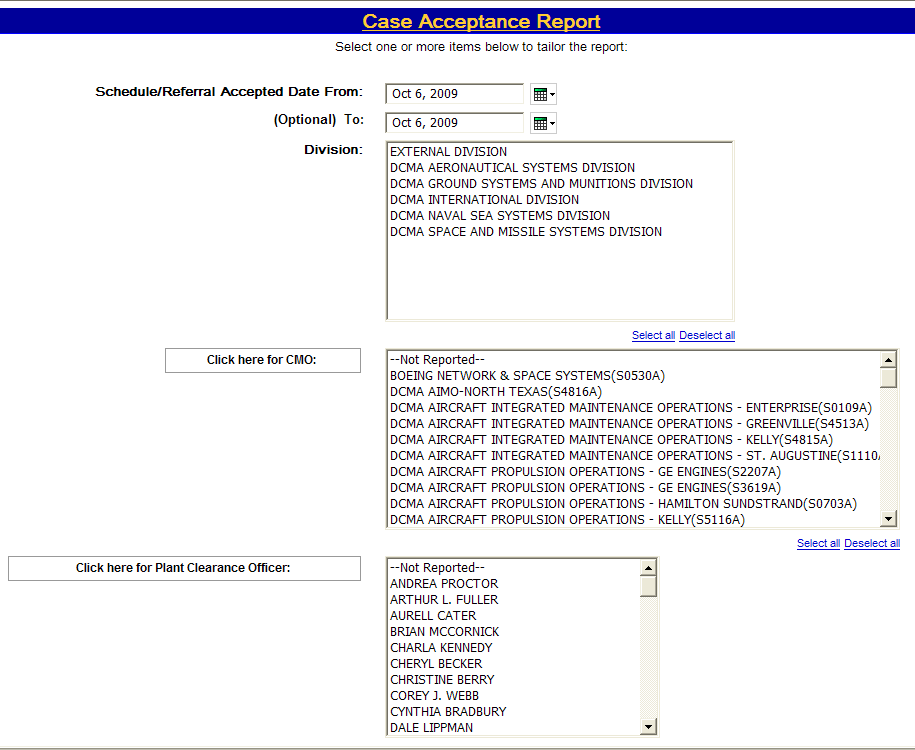 Case Acceptance Report
Select one or more items below to tailor the report:
Schedule/Referral Accepted Date From: Oct 6, 2009
(Optional) To: Oct 6, 2009
Division:
EXTERNAL DIVISION
DCMA AERONAUTICAL SYSTEMS DIVISION
DCMA GROUND SYSTEMS AND MUNITIONS DIVISION
DCMA INTERNATIONAL DIVISION
DCMA NAVAL SEA SYSTEMS DIVISION
DCMA SPACE AND MISSILE SYSTEMS DIVISION
Select all Deselect all
Click here for CMO:
--Not Reported--
BOEING NETWORK & SPACE SYSTEMS(S0530A)
DCMA AIMO-NORTH TEXAS(S4816A)
DCMA AIRCRAFT INTEGRATED MAINTENANCE OPERATIONS - ENTERPRISE(S0109A)
DCMA AIRCRAFT INTEGRATED MAINTENANCE OPERATIONS - GREENVILLE(S4513A)
DCMA AIRCRAFT INTEGRATED MAINTENANCE OPERATIONS - KELLY(S4815A)
DCMA AIRCRAFT INTEGRATED MAINTENANCE OPERATIONS - ST. AUGUSTINE(S1110A
DCMA AIRCRAFT PROPULSION OPERATIONS - GE ENGINES(S2207A)
DCMA AIRCRAFT PROPULSION OPERATIONS - GE ENGINES(S3619A)
DCMA AIRCRAFT PROPULSION OPERATIONS - HAMILTON SUNDSTRAND(S0703A)
DCMA AIRCRAFT PROPULSION OPERATIONS - KELLY(S5116A)
Select all Deselect all
Click here for Plant Clearance Officer:
--Not Reported--
ANDREA PROCTOR
ARTHUR L. FULLER
AURELL CATER
BRIAN MCCORNICK
CHARLA KENNEDY
CHERYL BECKER
CHRISTINE BERRY
COREY J. WEBB
CYNTHIA BRADBURY
DALE LIPPMAN